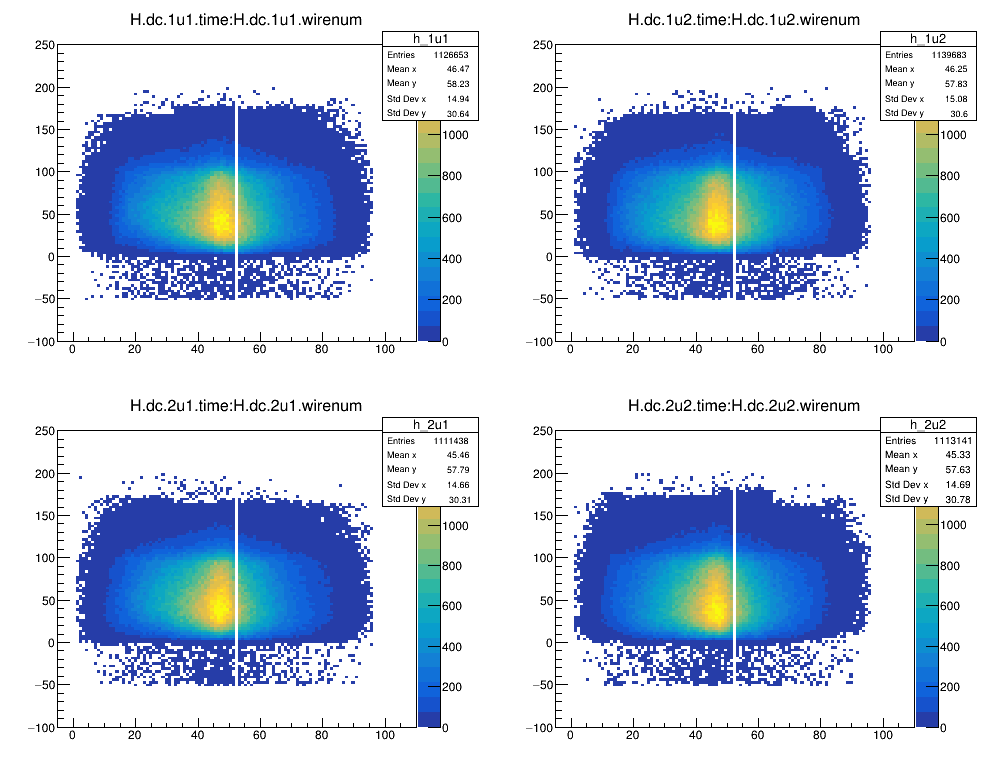 H.dc.1u1.time:H.dc.1u1.wirenum
h_1u1
Entries 1126653
Mean x 46.47
Mean y 58.23
Std Dev x 14.94
Std Dev y 30.64
250
200
150
100
50
0
−50
−100
0 20 40 60 80 100
1000
800
600
400
200
0
H.dc.1u2.time:H.dc.1u2.wirenum
h_1u2
Entries 1139683
Mean x 46.25
Mean y 57.83
Std Dev x 15.08
Std Dev y 30.6
250
200
150
100
50
0
−50
−100
0 20 40 60 80 100
1000
800
600
400
200
0
H.dc.2u1.time:H.dc.2u1.wirenum
h_2u1
Entries 1111438
Mean x 45.46
Mean y 57.79
Std Dev x 14.66
Std Dev y 30.31
250
200
150
100
50
0
−50
−100
0 20 40 60 80 100
1000
800
600
400
200
0
H.dc.2u2.time:H.dc.2u2.wirenum
h_2u2
Entries 1113141
Mean x 45.33
Mean y 57.63
Std Dev x 14.69
Std Dev y 30.78
250
200
150
100
50
0
−50
−100
0 20 40 60 80 100
1000
800
600
400
200
0